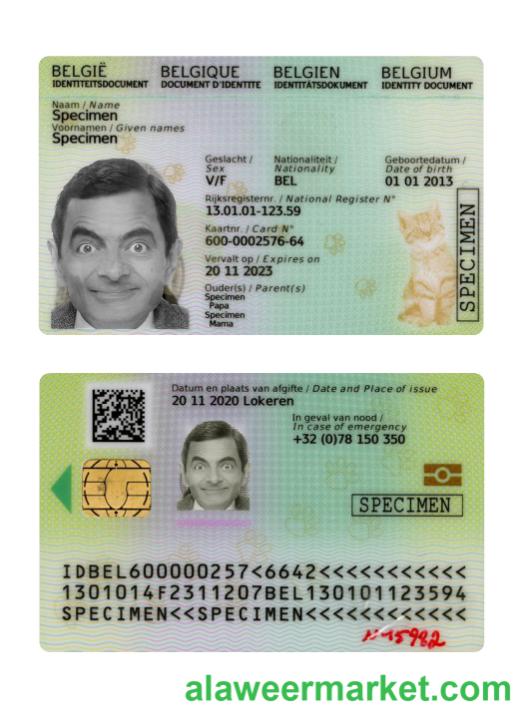 BELGIË BELGIQUE BELGIEN BELGIUM
IDENTITEITSDOCUMENT DOCUMENT D'IDENTITE IDENTITÄTSDOKUMENT IDENTITY DOCUMENT
Naam / Name
Specimen
Voornamen / Given names
Specimen
Geslacht / Nationaliteit / Geboortedatum /
Sex Nationality Date of birth
V/F BEL 01 01 2013
Rijksregisternr. / National Register N°
13.01.01-123.59
Kaartnr. / Card N°
600-0002576-64
Vervalt op / Expires on
20 11 2023
Ouder(s) / Parent(s)
Specimen
Papa
Specimen
Mama
SPECIMEN
Datum en plaats van afgifte / Date and Place of issue
20 11 2020 Lokeren
In geval van nood /
In case of emergency
+32 (0)78 150 350
SPECIMEN
IDBEL600000257<6642<<<<<<<<<<<
1301014F2311207BEL130101123594
SPECIMEN<<SPECIMEN<<<<<<<<<<<<
alaweermarket.com